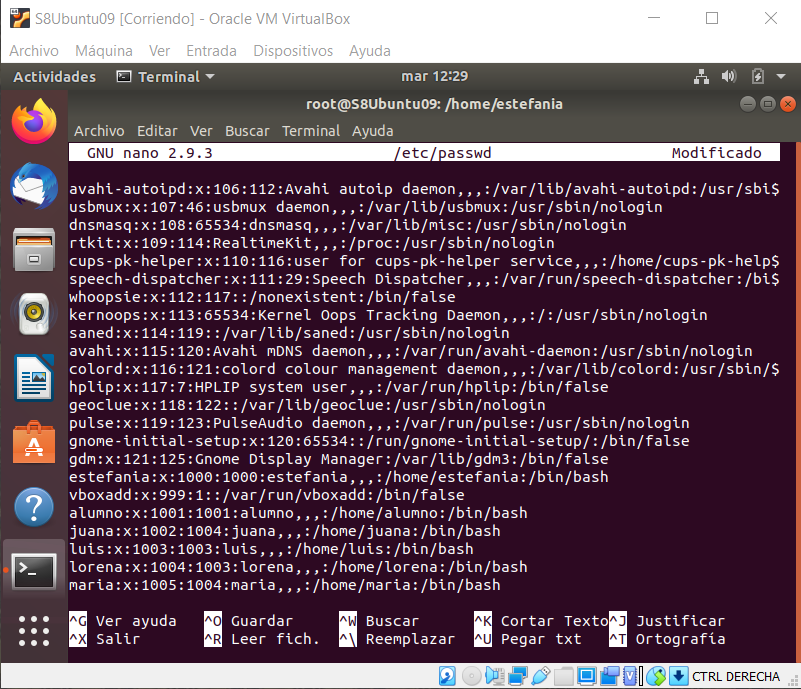 S8Ubuntu09 [Corriendo] - Oracle VM VirtualBox
Archivo Máquina Ver Entrada Dispositivos Ayuda
Actividades Terminal mar 12:29
root@S8Ubuntu09: /home/estefania
Archivo Editar Ver Buscar Terminal Ayuda
GNU nano 2.9.3 /etc/passwd Modificado
avahi-autoipd:x:106:112:Avahi autoip daemon,,,:/var/lib/avahi-autoipd:/usr/sbi$
usbmux:x:107:46:usbmux daemon,,,:/var/lib/usbmux:/usr/sbin/nologin
dnsmasq:x:108:65534:dnsmasq,,,:/var/lib/misc:/usr/sbin/nologin
rtkit:x:109:114:RealtimeKit,,,:/proc:/usr/sbin/nologin
cups-pk-helper:x:110:116:user for cups-pk-helper service,,,:/home/cups-pk-help$
speech-dispatcher:x:111:29:Speech Dispatcher,,,:/var/run/speech-dispatcher:/bi$
whoopsie:x:112:117::/nonexistent:/bin/false
kernoops:x:113:65534:Kernel Oops Tracking Daemon,,,:/:/usr/sbin/nologin
saned:x:114:119::/var/lib/saned:/usr/sbin/nologin
avahi:x:115:120:Avahi mDNS daemon,,,:/var/run/avahi-daemon:/usr/sbin/nologin
colord:x:116:121:colord colour management daemon,,,:/var/lib/colord:/usr/sbin/$
hplip:x:117:7:HPLIP system user,,,:/var/run/hplip:/bin/false
geoclue:x:118:122::/var/lib/geoclue:/usr/sbin/nologin
pulse:x:119:123:PulseAudio daemon,,,:/var/run/pulse:/usr/sbin/nologin
gnome-initial-setup:x:120:65534::/run/gnome-initial-setup/:/bin/false
gdm:x:121:125:Gnome Display Manager:/var/lib/gdm3:/bin/false
estefania:x:1000:1000:estefania,,,:/home/estefania:/bin/bash
vboxadd:x:999:1::/var/run/vboxadd:/bin/false
alumno:x:1001:1001:alumno,,,:/home/alumno:/bin/bash
juana:x:1002:1004:juana,,,:/home/juana:/bin/bash
luis:x:1003:1003:luis,,,:/home/luis:/bin/bash
lorena:x:1004:1003:lorena,,,:/home/lorena:/bin/bash
maria:x:1005:1004:maria,,,:/home/maria:/bin/bash
^G Ver ayuda ^O Guardar ^W Buscar ^K Cortar Texto ^J Justificar
^X Salir ^R Leer fich. ^\ Reemplazar ^U Pegar txt ^T Ortografía
CTRL DERECHA